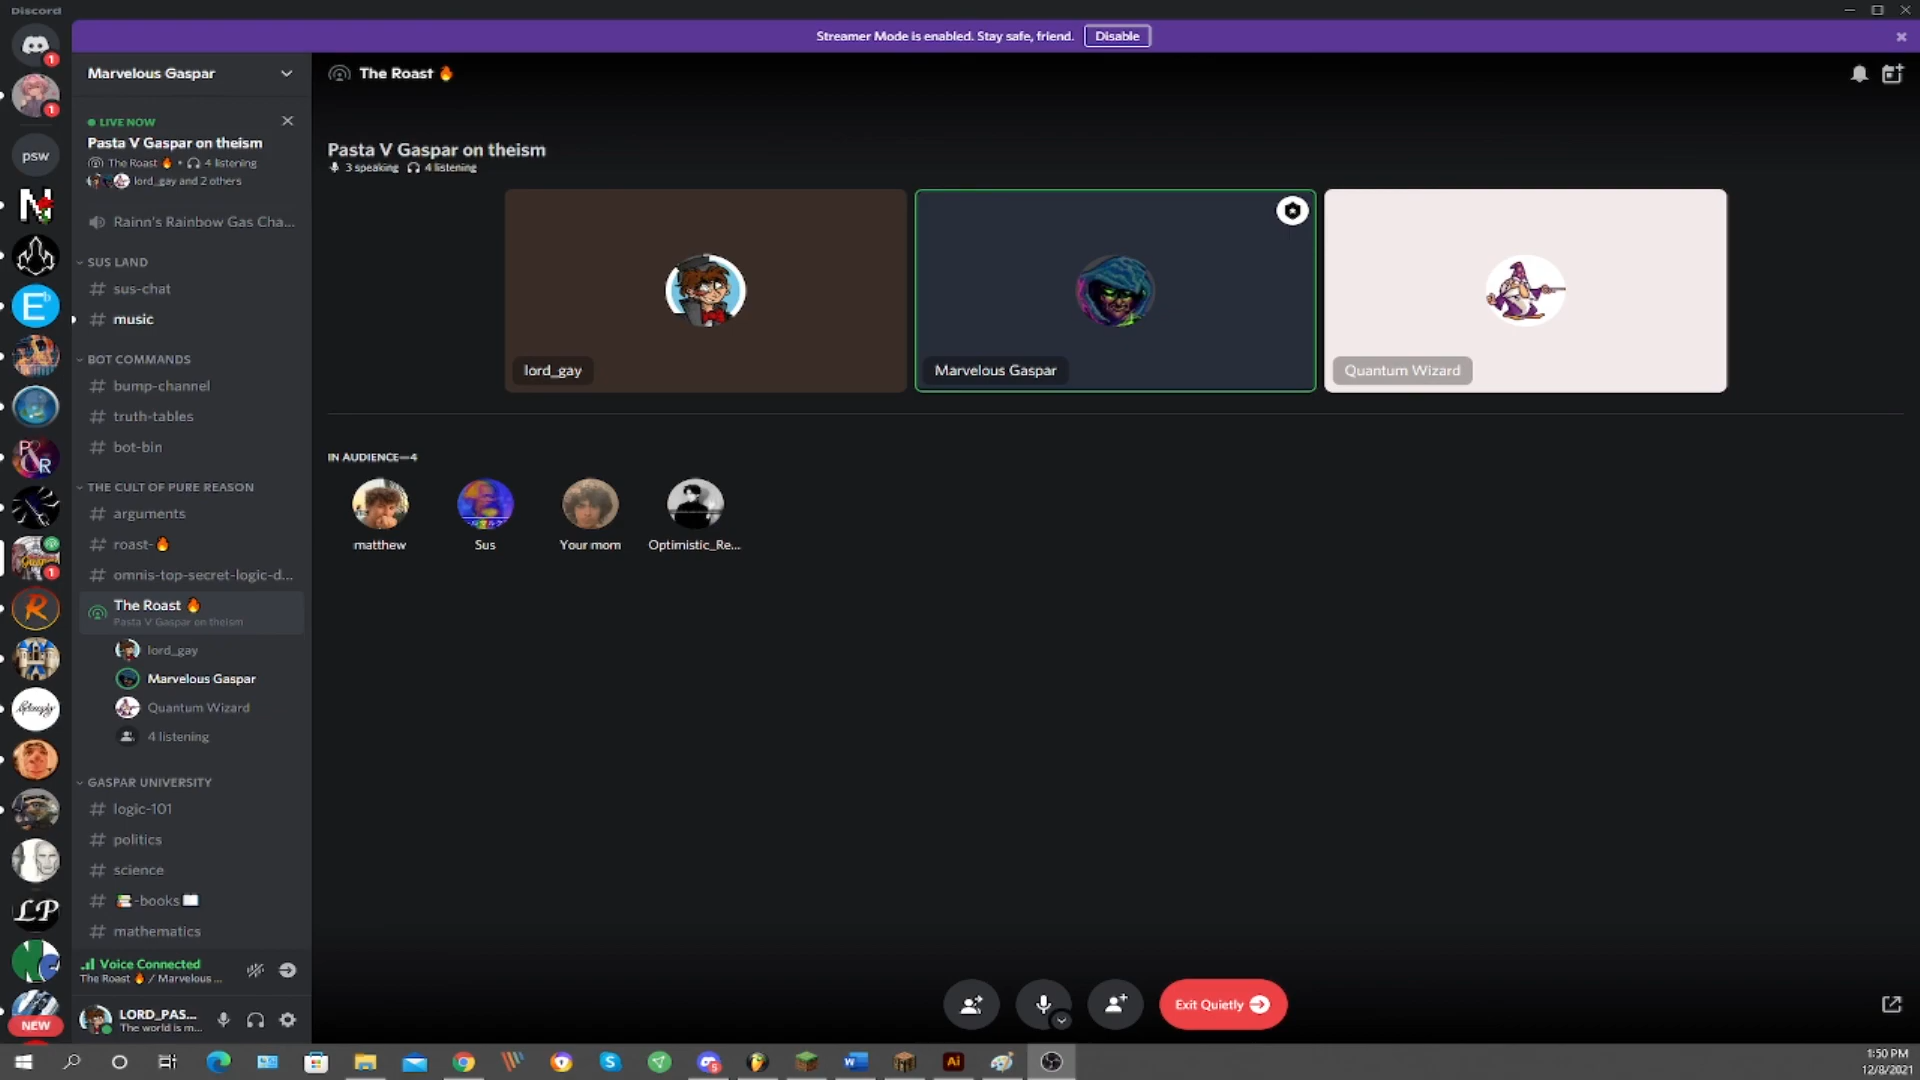 Discord
Streamer Mode is enabled. Stay safe, friend.
Disable
1
1
psw
E
R
LP
1
NEW
Marvelous Gaspar
LIVE NOW
Pasta V Gaspar on theism
The Roast 🔥 • 4 listening
lord_gay and 2 others
Rainn's Rainbow Gas Cha...
SUS LAND
sus-chat
music
BOT COMMANDS
bump-channel
truth-tables
bot-bin
THE CULT OF PURE REASON
arguments
roast-🔥
omnis-top-secret-logic-d...
The Roast 🔥
Pasta V Gaspar on theism
lord_gay
Marvelous Gaspar
Quantum Wizard
4 listening
GASPAR UNIVERSITY
logic-101
politics
science
📚-books📖
mathematics
Voice Connected
The Roast 🔥 / Marvelous ...
LORD_PAS...
The world is m...
The Roast 🔥
Pasta V Gaspar on theism
3 speaking 4 listening
lord_gay
Marvelous Gaspar
Quantum Wizard
IN AUDIENCE—4
matthew
Sus
Your mom
Optimistic_Re...
Exit Quietly
5
W
Ai
1:50 PM
12/8/2021